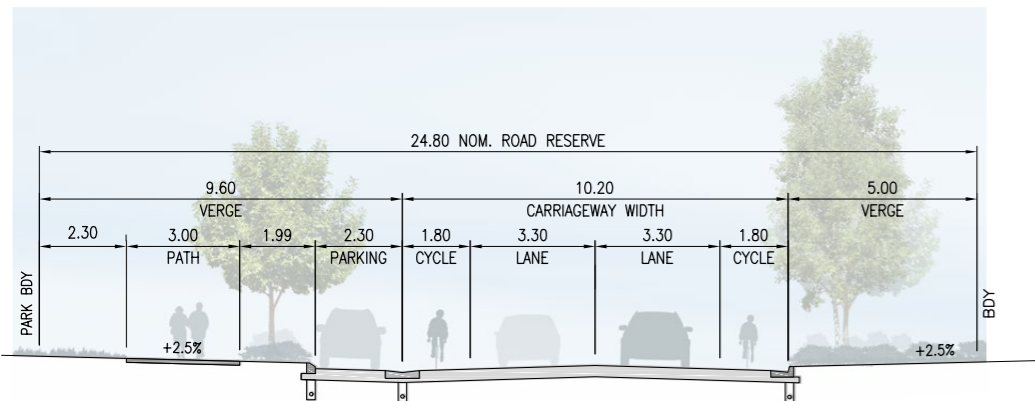 24.80 NOM. ROAD RESERVE
9.60
VERGE
10.20
CARRIAGEWAY WIDTH
5.00
VERGE
2.30
3.00
PATH
1.99
2.30
PARKING
1.80
CYCLE
3.30
LANE
3.30
LANE
1.80
CYCLE
PARK BDY
BDY
+2.5%
+2.5%